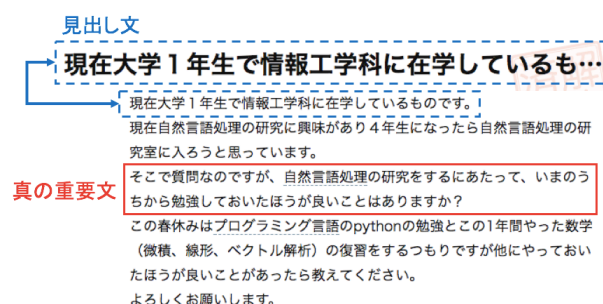 見出し文
現在大学１年生で情報工学科に在学しているも…
現在大学１年生で情報工学科に在学しているものです。
現在自然言語処理の研究に興味があり４年生になったら自然言語処理の研
究室に入ろうと思っています。
真の重要文
そこで質問なのですが、自然言語処理の研究をするにあたって、いまのう
ちから勉強しておいたほうが良いことはありますか？
この春休みはプログラミング言語のpythonの勉強とこの1年間やった数学
（微積、線形、ベクトル解析）の復習をするつもりですが他にやっておい
たほうが良いことがあったら教えてください。
よろしくお願いします。